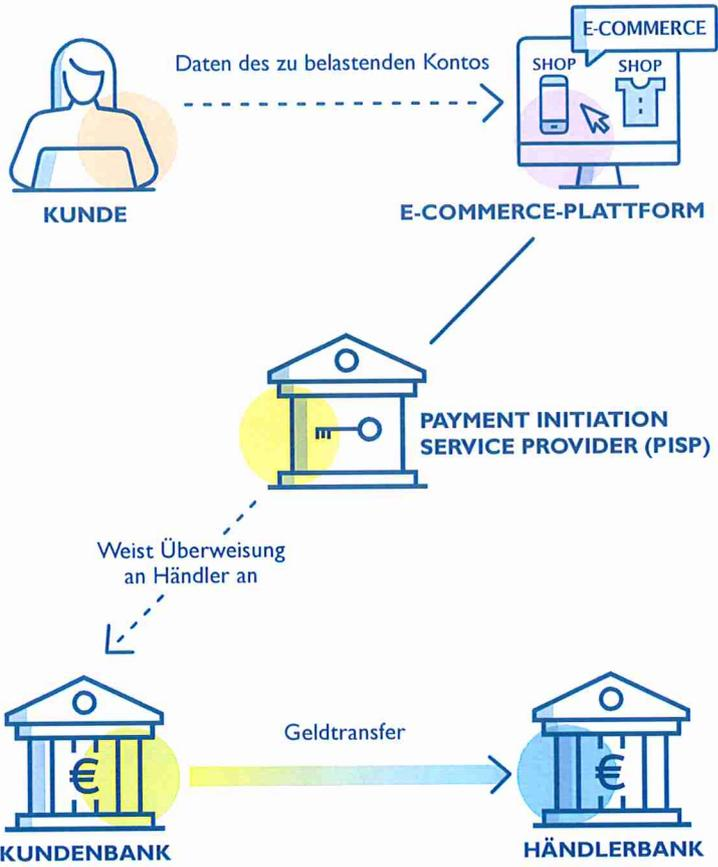 E-COMMERCE
Daten des zu belastenden Kontos
SHOP
SHOP
KUNDE
E-COMMERCE-PLATTFORM
PAYMENT INITIATION
SERVICE PROVIDER (PISP)
Weist Überweisung
an Händler an
Geldtransfer
€
€
KUNDENBANK
HÄNDLERBANK